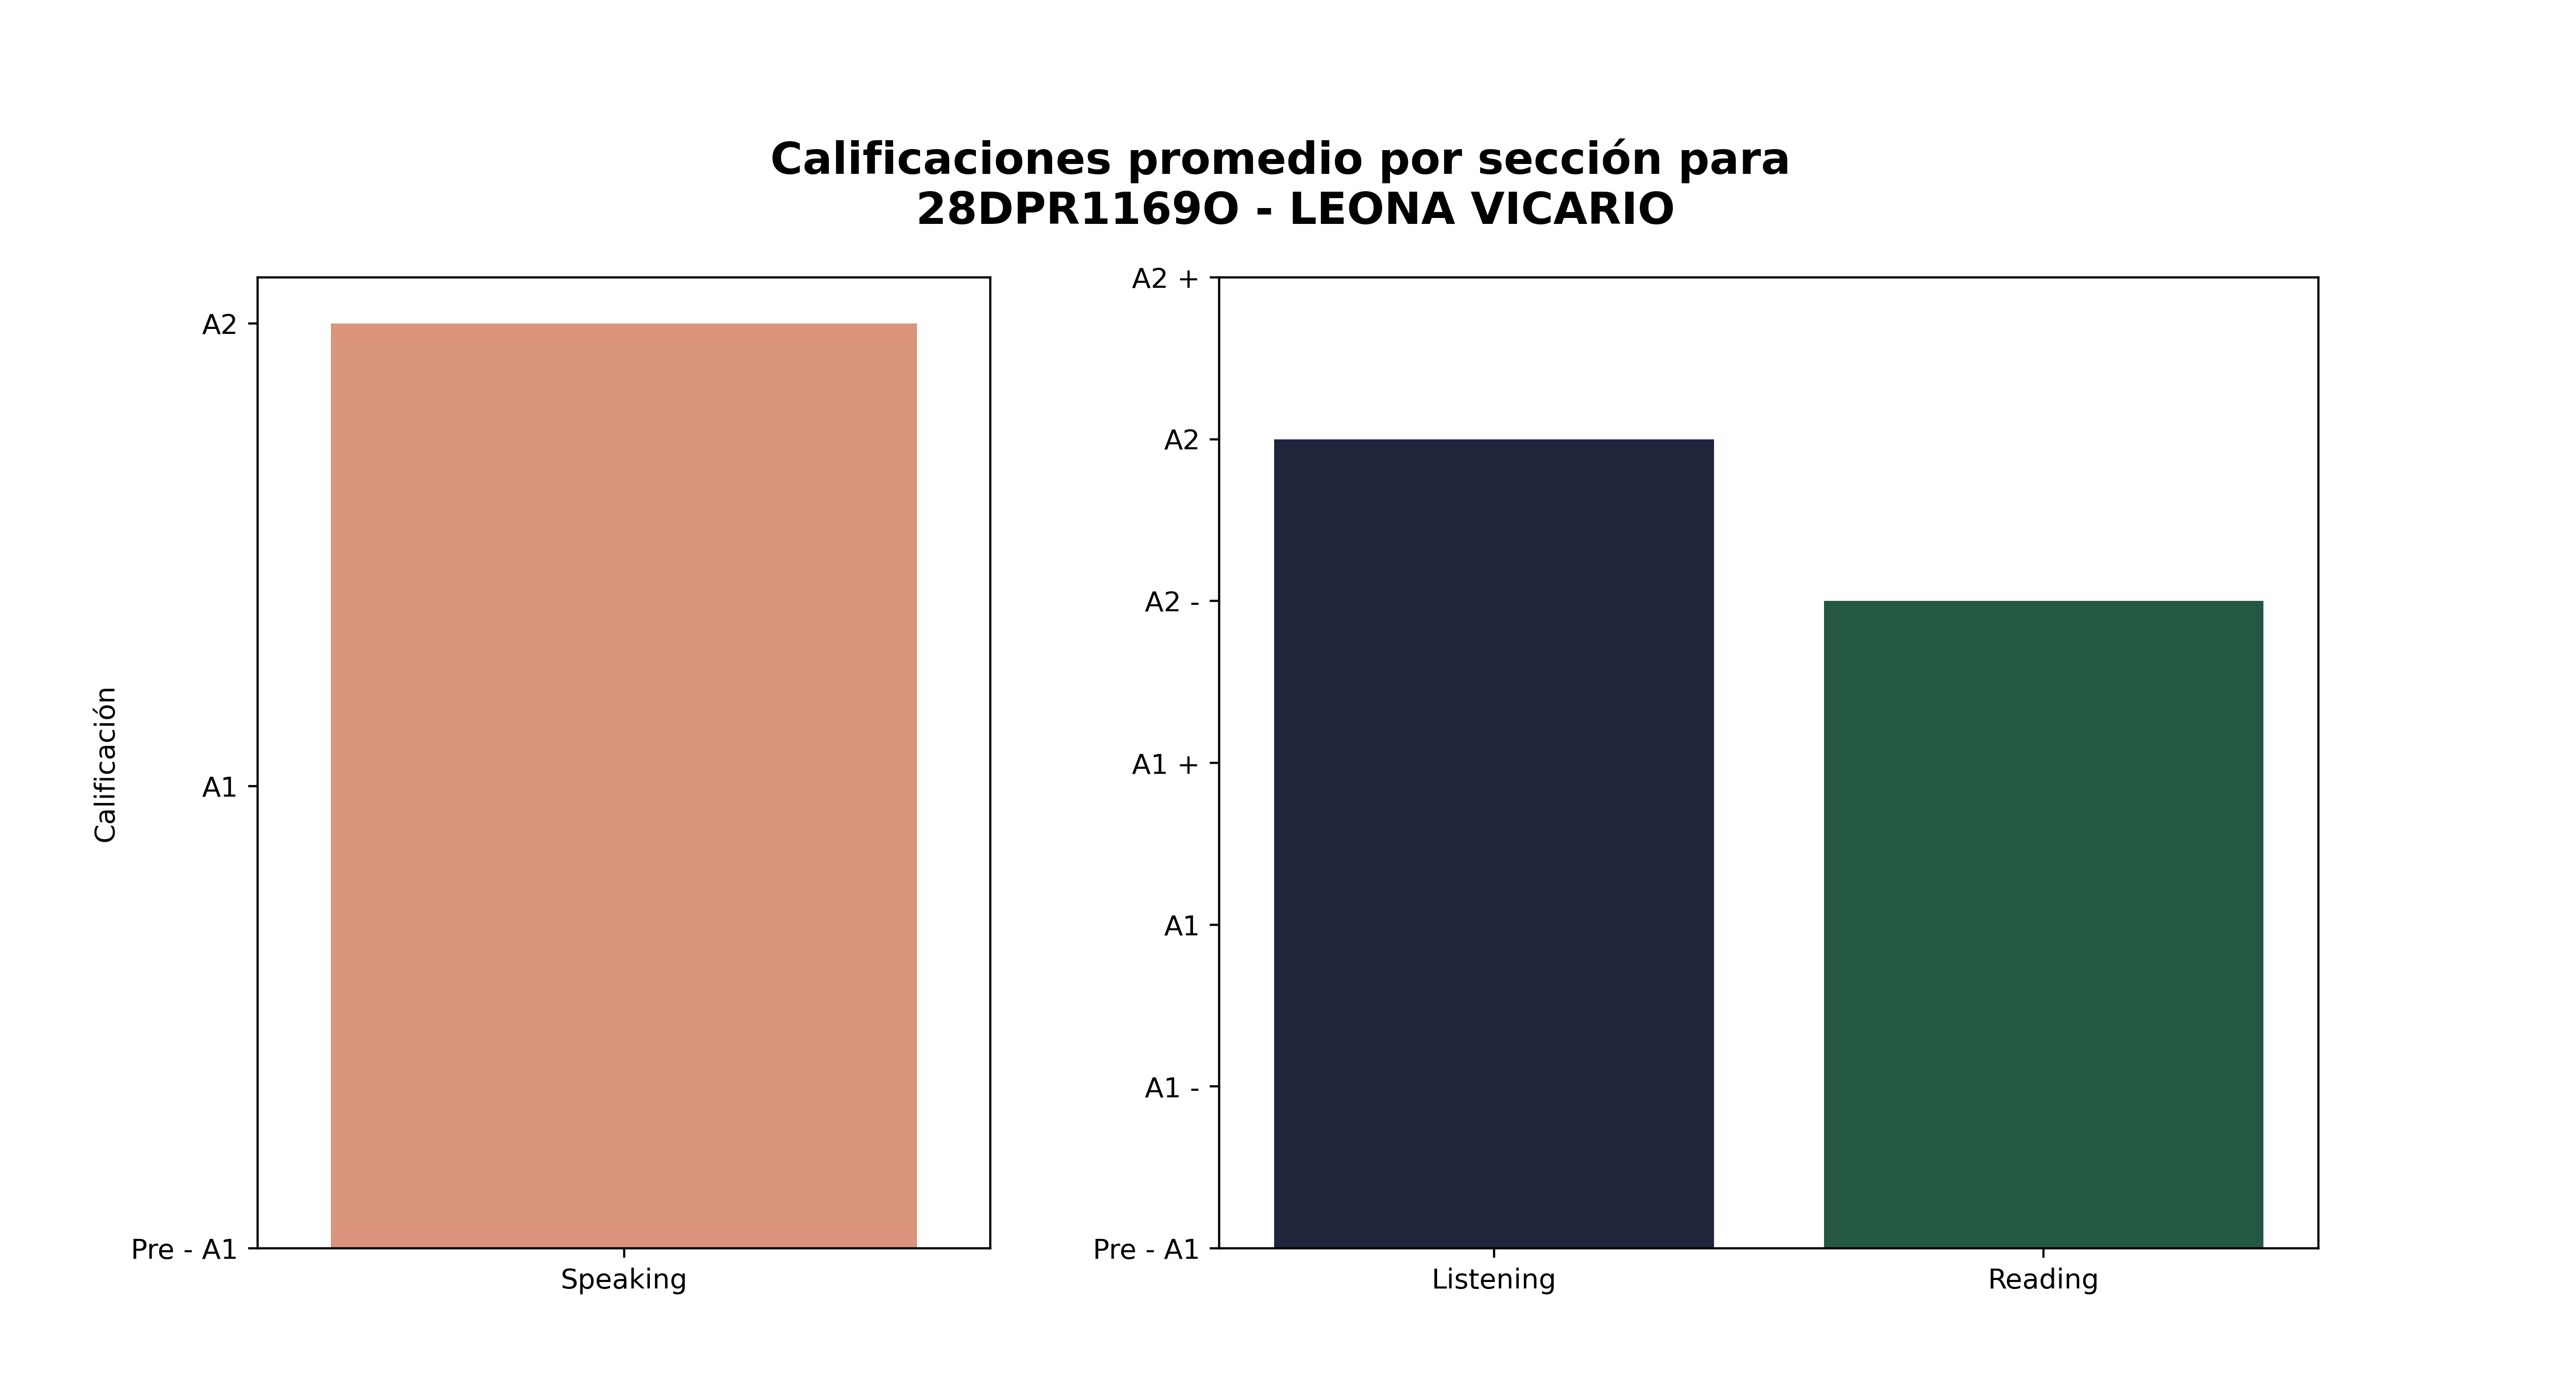 Calificaciones promedio por sección para
28DPR1169O - LEONA VICARIO
Calificación
A2
A1
Pre - A1
Speaking
A2 +
A2
A2 -
A1 +
A1
A1 -
Pre - A1
Listening
Reading